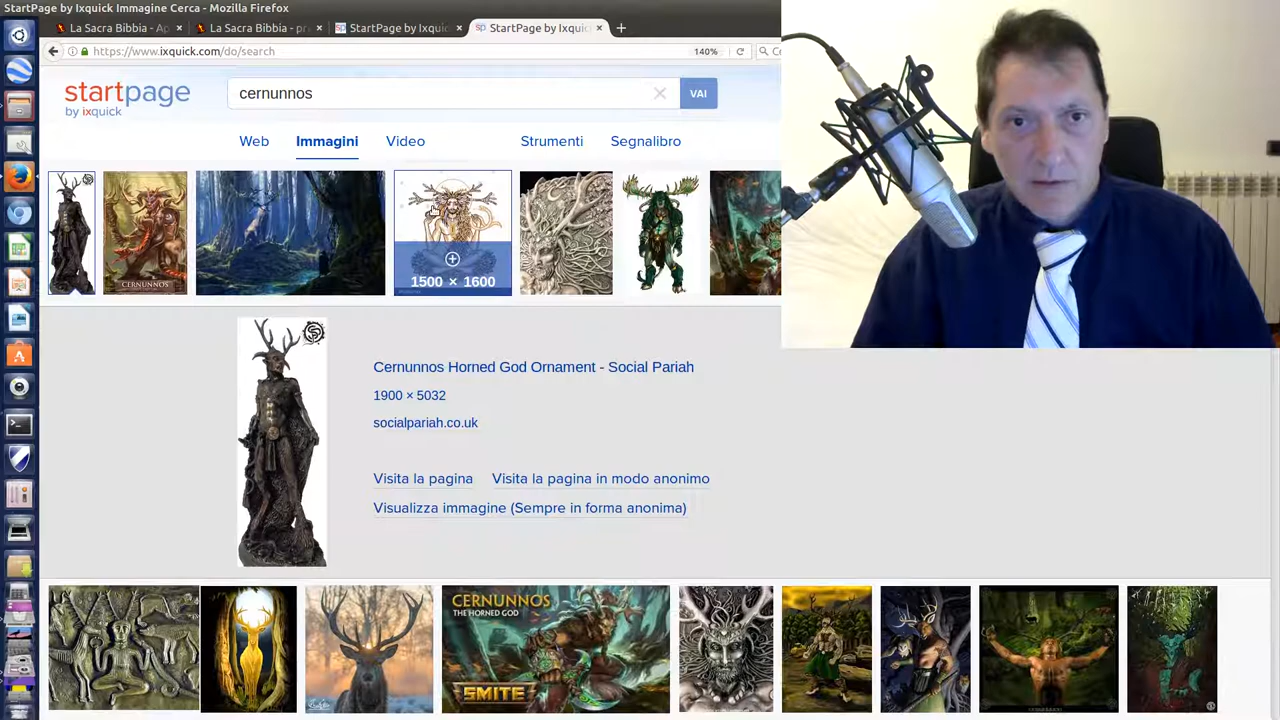 StartPage by Ixquick Immagine Cerca - Mozilla Firefox
La Sacra Bibbia - Ap
La Sacra Bibbia - pr
StartPage by Ixquick
StartPage by Ixquick
https://www.ixquick.com/do/search
140%
startpage
by ixquick
cernunnos
VAI
Web
Immagini
Video
Strumenti
Segnalibro
CERNUNNOS
1500 × 1600
Cernunnos Horned God Ornament - Social Pariah
1900 × 5032
socialpariah.co.uk
Visita la pagina
Visita la pagina in modo anonimo
Visualizza immagine (Sempre in forma anonima)
CERNUNNOS
THE HORNED GOD
SMITE